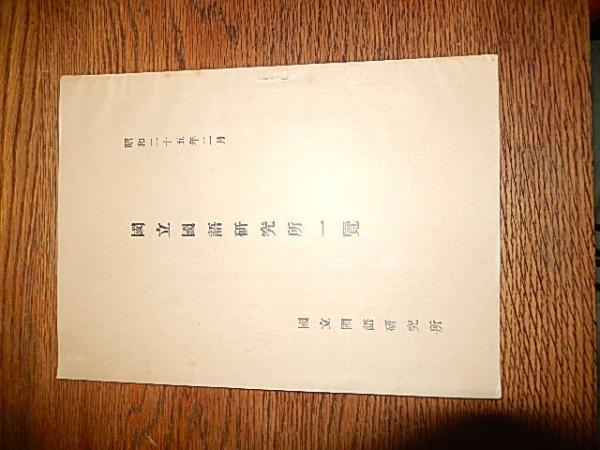 昭和二十五年二月
國立國語研究所一覽
國立國語研究所